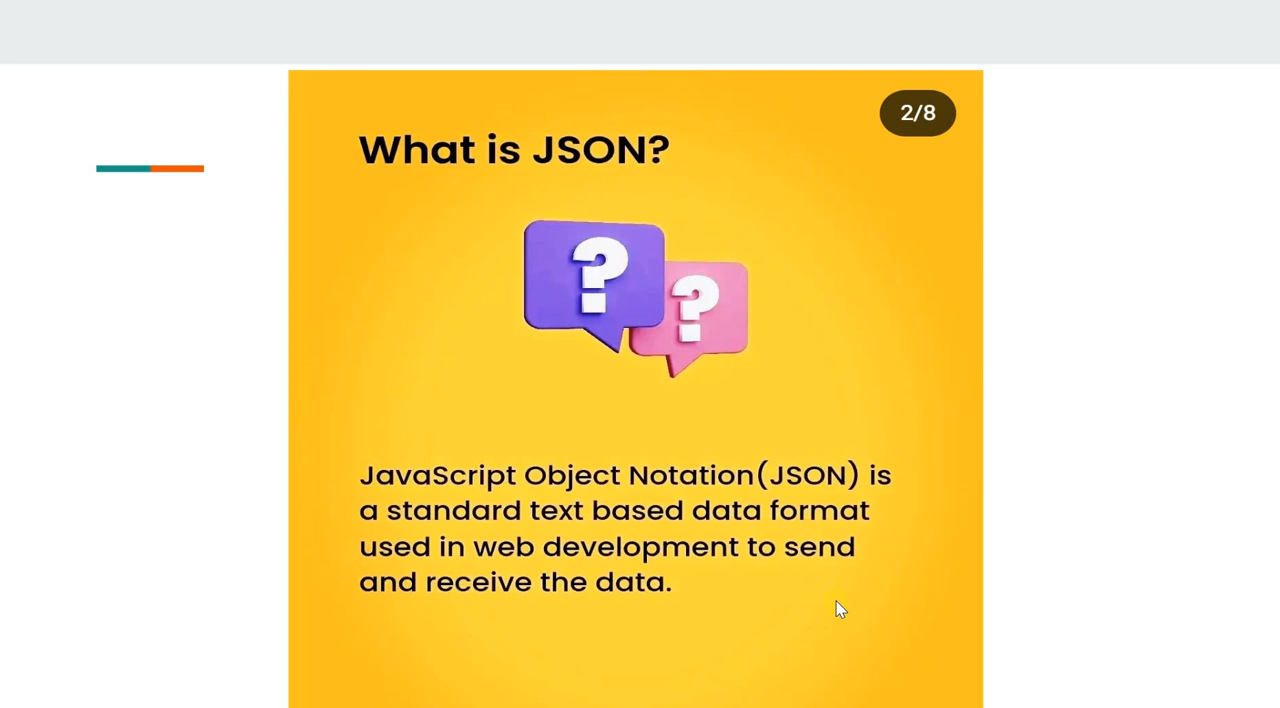 2/8
What is JSON?
?
?
JavaScript Object Notation(JSON) is
a standard text based data format
used in web development to send
and receive the data.